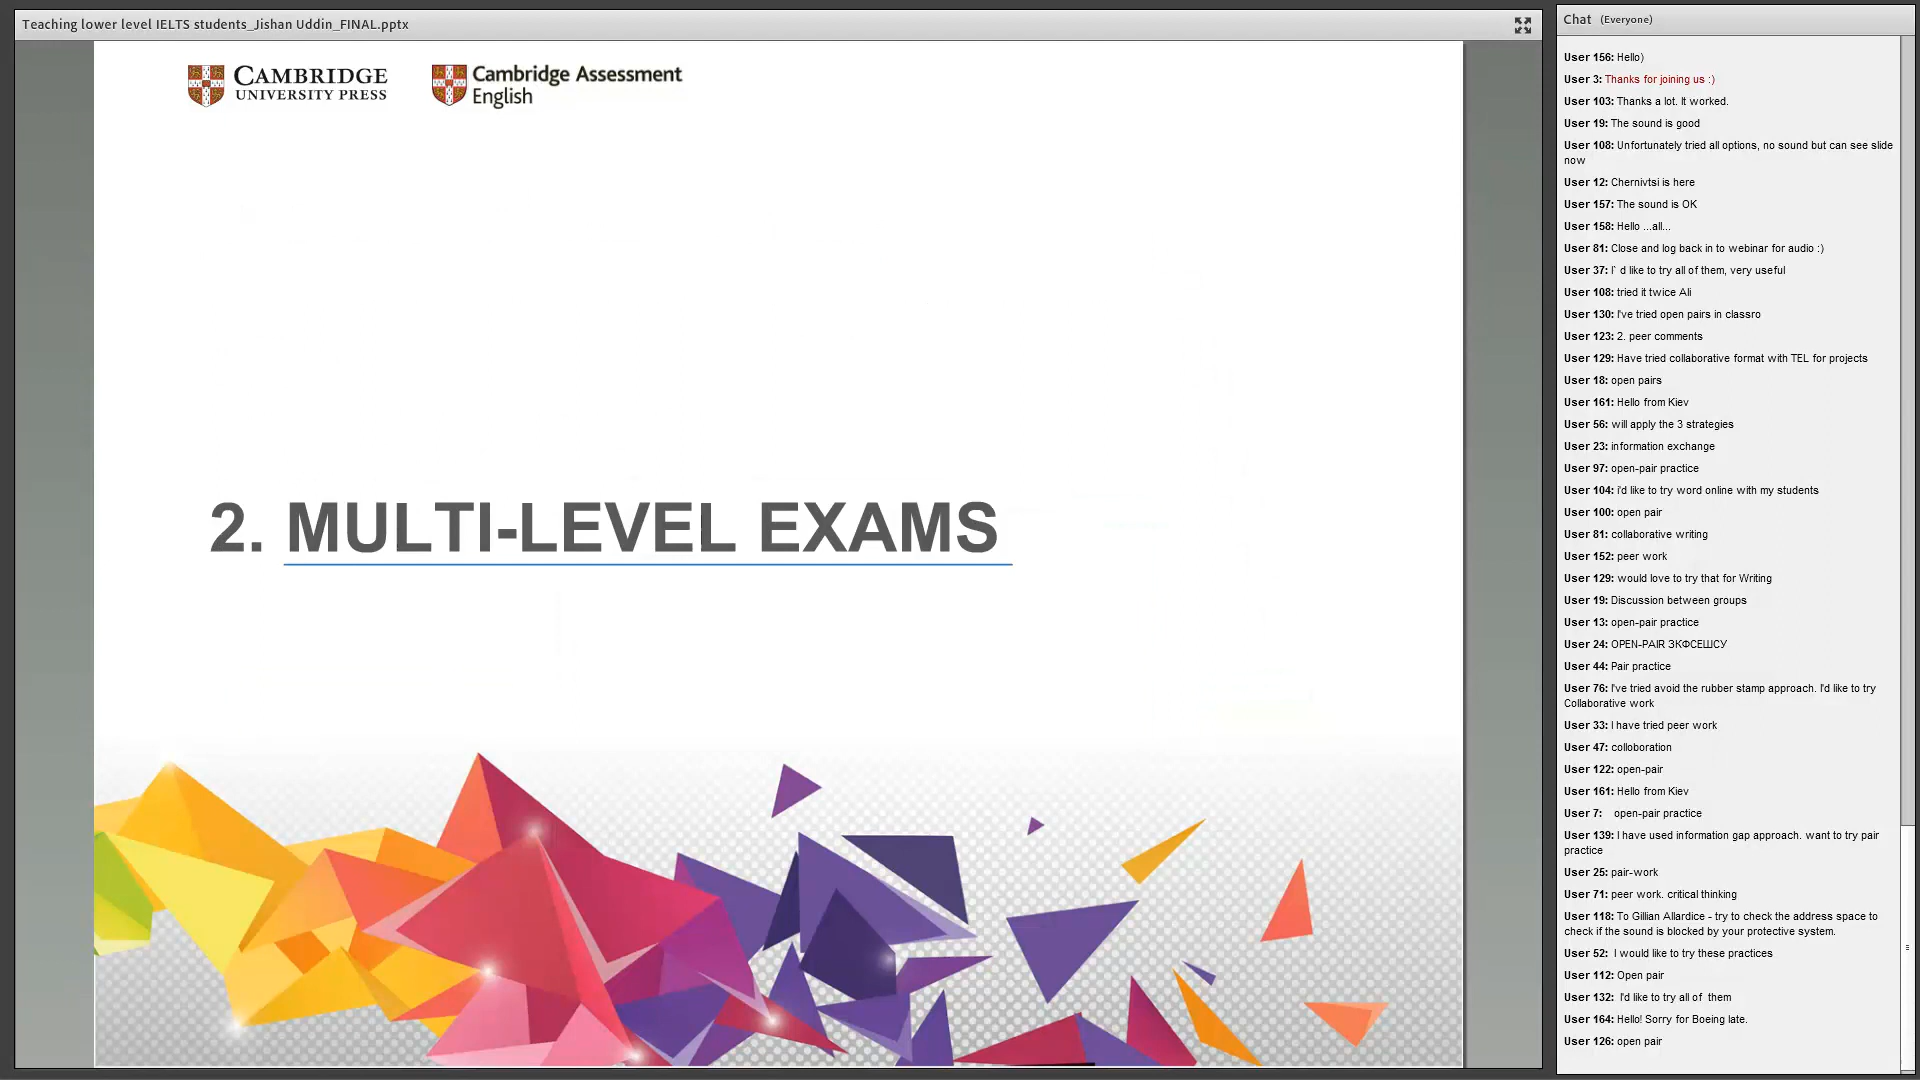 Teaching lower level IELTS students_Jishan Uddin_FINAL.pptx
CAMBRIDGE
UNIVERSITY PRESS
Cambridge Assessment
English
2. MULTI-LEVEL EXAMS
Chat (Everyone)
User 156: Hello)
User 3: Thanks for joining us :)
User 103: Thanks a lot. It worked.
User 19: The sound is good
User 108: Unfortunately tried all options, no sound but can see slide
now
User 12: Chernivtsi is here
User 157: The sound is OK
User 158: Hello ...all...
User 81: Close and log back in to webinar for audio :)
User 37: I` d like to try all of them, very useful
User 108: tried it twice Ali
User 130: I've tried open pairs in classro
User 123: 2. peer comments
User 129: Have tried collaborative format with TEL for projects
User 18: open pairs
User 161: Hello from Kiev
User 56: will apply the 3 strategies
User 23: information exchange
User 97: open-pair practice
User 104: i'd like to try word online with my students
User 100: open pair
User 81: collaborative writing
User 152: peer work
User 129: would love to try that for Writing
User 19: Discussion between groups
User 13: open-pair practice
User 24: OPEN-PAIR ЗКФСЕШСУ
User 44: Pair practice
User 76: I've tried avoid the rubber stamp approach. I'd like to try
Collaborative work
User 33: I have tried peer work
User 47: colloboration
User 122: open-pair
User 161: Hello from Kiev
User 7: open-pair practice
User 139: I have used information gap approach. want to try pair
practice
User 25: pair-work
User 71: peer work. critical thinking
User 118: To Gillian Allardice - try to check the address space to
check if the sound is blocked by your protective system.
User 52: I would like to try these practices
User 112: Open pair
User 132: I'd like to try all of them
User 164: Hello! Sorry for Boeing late.
User 126: open pair